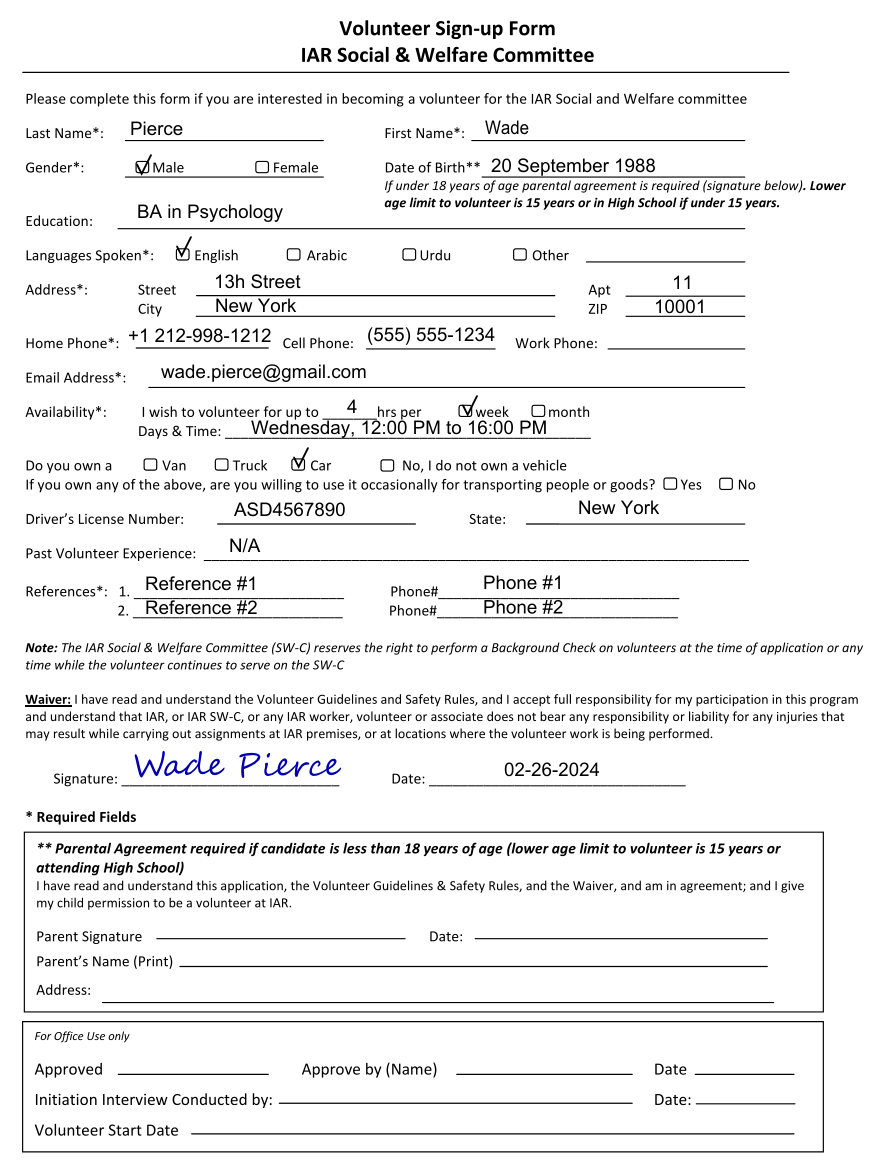 Volunteer Sign-up Form
IAR Social & Welfare Committee
Please complete this form if you are interested in becoming a volunteer for the IAR Social and Welfare committee
Last Name*: Pierce First Name*: Wade
Gender*: Male Female Date of Birth** 20 September 1988
If under 18 years of age parental agreement is required (signature below). Lower
age limit to volunteer is 15 years or in High School if under 15 years.
Education: BA in Psychology
Languages Spoken*: English Arabic Urdu Other
Address*: Street 13h Street Apt 11
City New York ZIP 10001
Home Phone*: +1 212-998-1212 Cell Phone: (555) 555-1234 Work Phone:
Email Address*: wade.pierce@gmail.com
Availability*: I wish to volunteer for up to 4 hrs per week month
Days & Time: Wednesday, 12:00 PM to 16:00 PM
Do you own a Van Truck Car No, I do not own a vehicle
If you own any of the above, are you willing to use it occasionally for transporting people or goods? Yes No
Driver's License Number: ASD4567890 State: New York
Past Volunteer Experience: N/A
References*: 1. Reference #1 Phone# Phone #1
2. Reference #2 Phone# Phone #2
Note: The IAR Social & Welfare Committee (SW-C) reserves the right to perform a Background Check on volunteers at the time of application or any
time while the volunteer continues to serve on the SW-C
Waiver: I have read and understand the Volunteer Guidelines and Safety Rules, and I accept full responsibility for my participation in this program
and understand that IAR, or IAR SW-C, or any IAR worker, volunteer or associate does not bear any responsibility or liability for any injuries that
may result while carrying out assignments at IAR premises, or at locations where the volunteer work is being performed.
Signature: Wade Pierce Date: 02-26-2024
* Required Fields
** Parental Agreement required if candidate is less than 18 years of age (lower age limit to volunteer is 15 years or
attending High School)
I have read and understand this application, the Volunteer Guidelines & Safety Rules, and the Waiver, and am in agreement; and I give
my child permission to be a volunteer at IAR.
Parent Signature Date:
Parent's Name (Print)
Address:
For Office Use only
Approved Approve by (Name) Date
Initiation Interview Conducted by: Date:
Volunteer Start Date